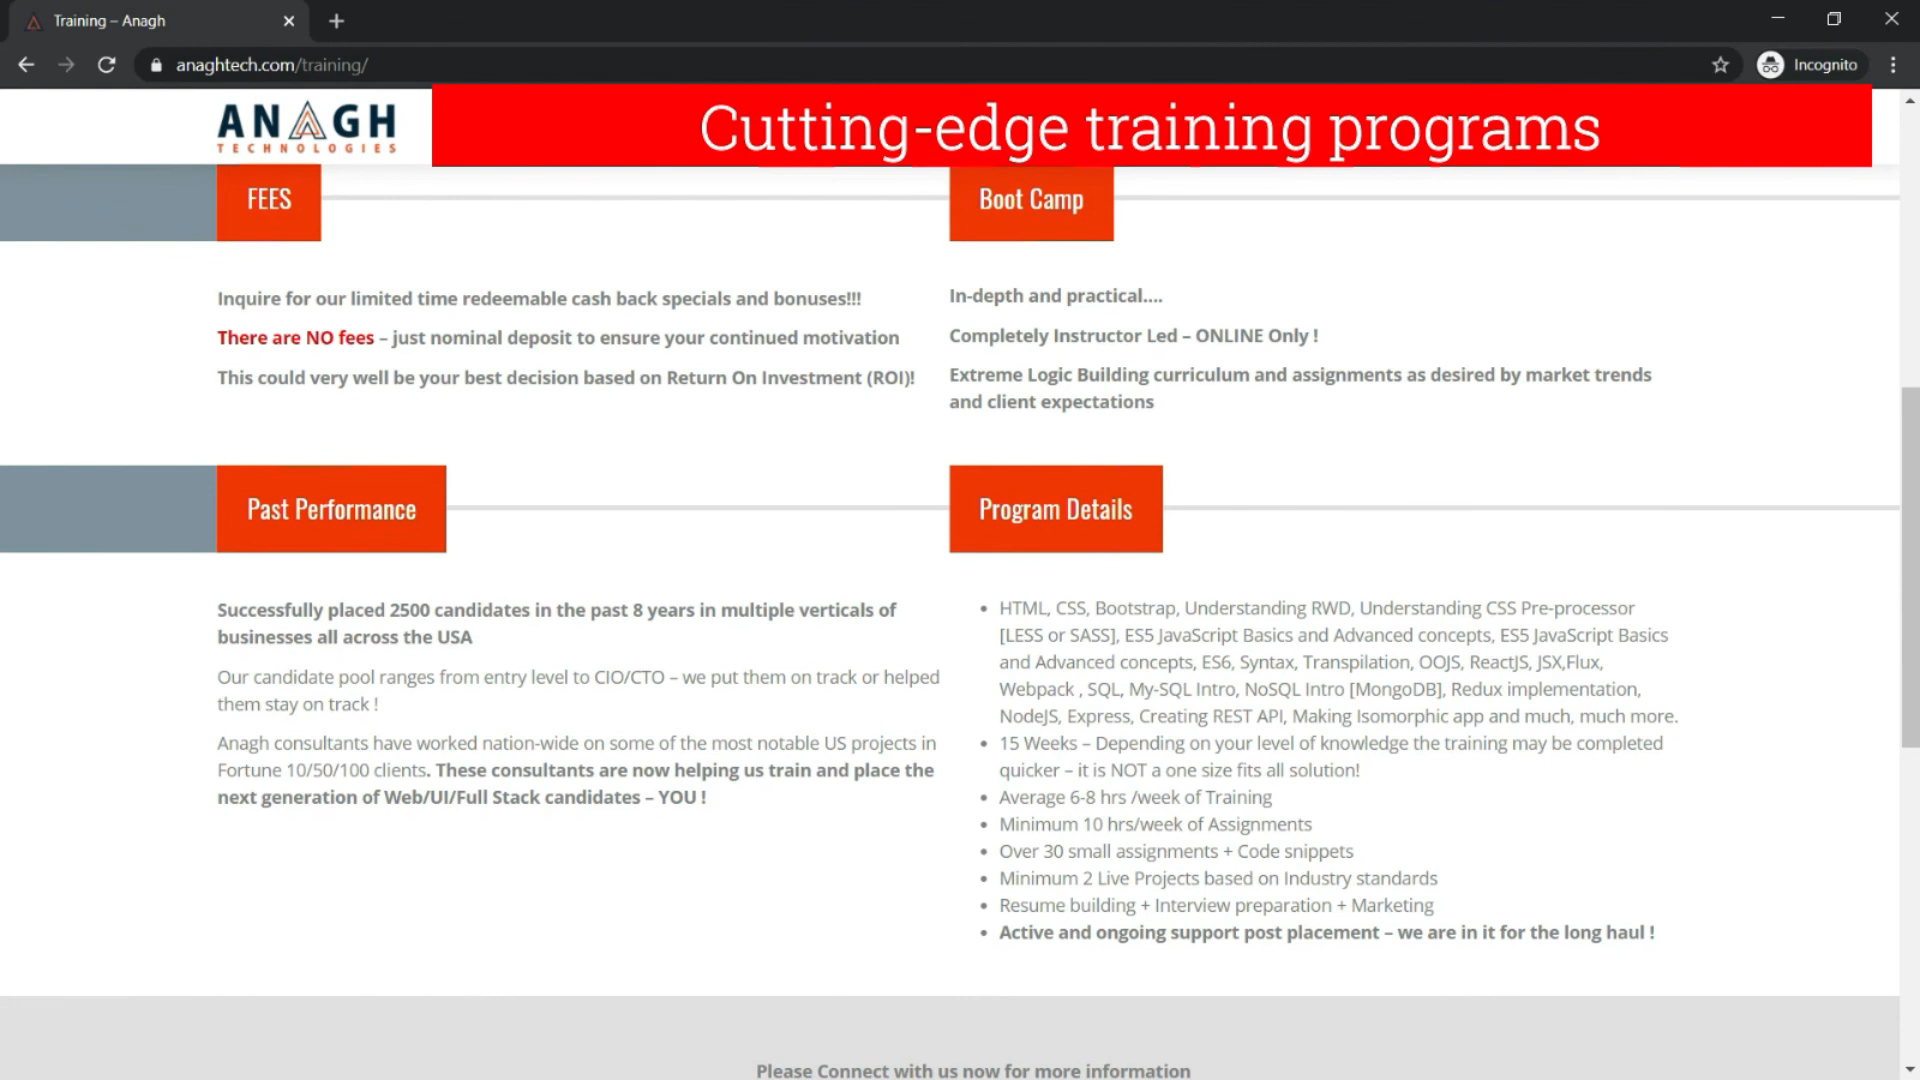 Training – Anagh
anaghtech.com/training/
Incognito
ANAGH
TECHNOLOGIES
Cutting-edge training programs
FEES
Inquire for our limited time redeemable cash back specials and bonuses!!!
There are NO fees – just nominal deposit to ensure your continued motivation
This could very well be your best decision based on Return On Investment (ROI)!
Boot Camp
In-depth and practical....
Completely Instructor Led – ONLINE Only !
Extreme Logic Building curriculum and assignments as desired by market trends
and client expectations
Past Performance
Successfully placed 2500 candidates in the past 8 years in multiple verticals of
businesses all across the USA
Our candidate pool ranges from entry level to CIO/CTO – we put them on track or helped
them stay on track !
Anagh consultants have worked nation-wide on some of the most notable US projects in
Fortune 10/50/100 clients. These consultants are now helping us train and place the
next generation of Web/UI/Full Stack candidates – YOU !
Program Details
• HTML, CSS, Bootstrap, Understanding RWD, Understanding CSS Pre-processor
[LESS or SASS], ES5 JavaScript Basics and Advanced concepts, ES5 JavaScript Basics
and Advanced concepts, ES6, Syntax, Transpilation, OOJS, ReactJS, JSX,Flux,
Webpack , SQL, My-SQL Intro, NoSQL Intro [MongoDB], Redux implementation,
NodeJS, Express, Creating REST API, Making Isomorphic app and much, much more.
• 15 Weeks – Depending on your level of knowledge the training may be completed
quicker – it is NOT a one size fits all solution!
• Average 6-8 hrs /week of Training
• Minimum 10 hrs/week of Assignments
• Over 30 small assignments + Code snippets
• Minimum 2 Live Projects based on Industry standards
• Resume building + Interview preparation + Marketing
• Active and ongoing support post placement – we are in it for the long haul !
Please Connect with us now for more information